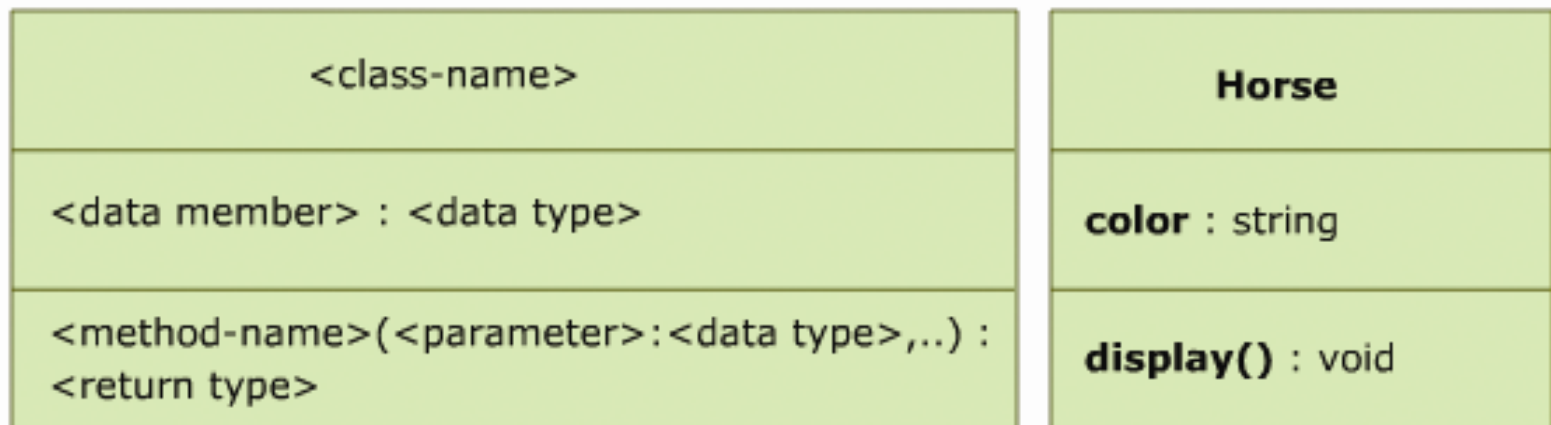 <class-name>
<data member> : <data type>
<method-name>(<parameter>:<data type>,..) :
<return type>
Horse
color : string
display() : void